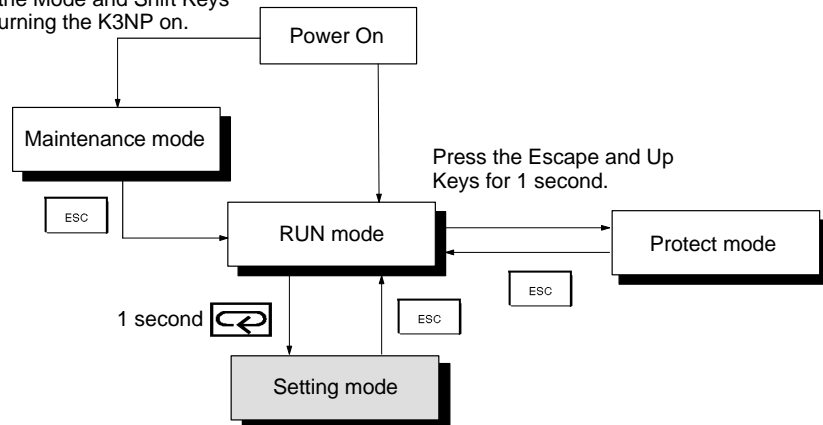 the Mode and Shift Keys
urning the K3NP on.
Power On
Maintenance mode
Press the Escape and Up
Keys for 1 second.
ESC
RUN mode
Protect mode
ESC
1 second
ESC
Setting mode